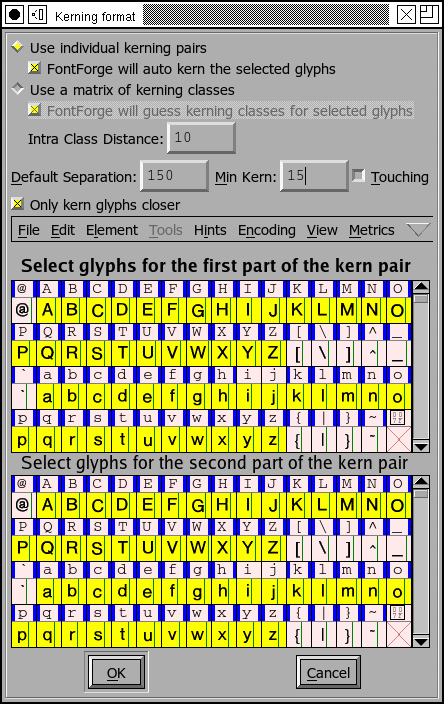 Kerning format
Use individual kerning pairs
FontForge will auto kern the selected glyphs
Use a matrix of kerning classes
FontForge will guess kerning classes for selected glyphs
Intra Class Distance: 10
Default Separation: 150 Min Kern: 15 Touching
Only kern glyphs closer
File Edit Element Tools Hints Encoding View Metrics
Select glyphs for the first part of the kern pair
@ A B C D E F G H I J K L M N O
@ A B C D E F G H I J K L M N O
P Q R S T U V W X Y Z [ \ ] ^ _
P Q R S T U V W X Y Z [ \ ] ^ _
` a b c d e f g h i j k l m n o
` a b c d e f g h i j k l m n o
p q r s t u v w x y z { | } ~
p q r s t u v w x y z { | } ~
Select glyphs for the second part of the kern pair
@ A B C D E F G H I J K L M N O
@ A B C D E F G H I J K L M N O
P Q R S T U V W X Y Z [ \ ] ^ _
P Q R S T U V W X Y Z [ \ ] ^ _
` a b c d e f g h i j k l m n o
` a b c d e f g h i j k l m n o
p q r s t u v w x y z { | } ~
p q r s t u v w x y z { | } ~
OK Cancel